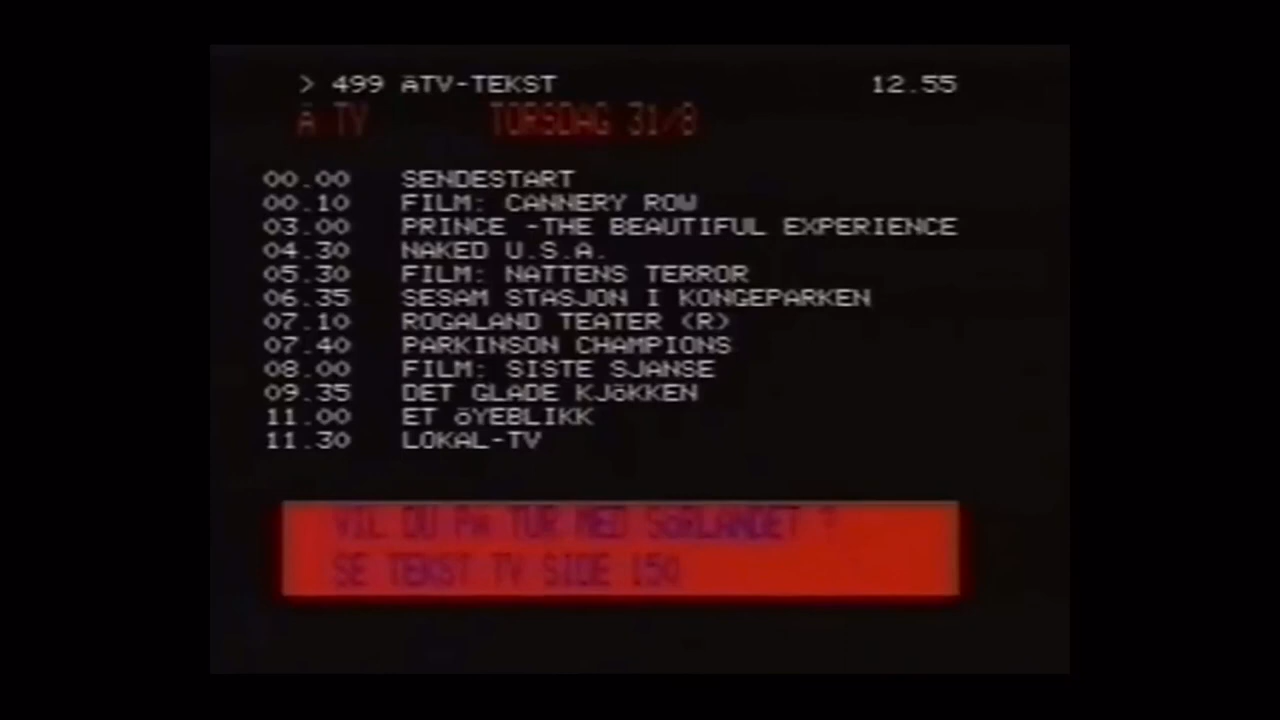 > 499 äTV-TEKST 12.55
ä TV TORSDAG 31/8
00.00 SENDESTART
00.10 FILM: CANNERY ROW
03.00 PRINCE -THE BEAUTIFUL EXPERIENCE
04.30 NAKED U.S.A.
05.30 FILM: NATTENS TERROR
06.35 SESAM STASJON I KONGEPARKEN
07.10 ROGALAND TEATER (R)
07.40 PARKINSON CHAMPIONS
08.00 FILM: SISTE SJANSE
09.35 DET GLADE KJöKKEN
11.00 ET öYEBLIKK
11.30 LOKAL-TV
VIL DU Pä TUR MED SöRLANDET ?
SE TEKST TV SIDE 150